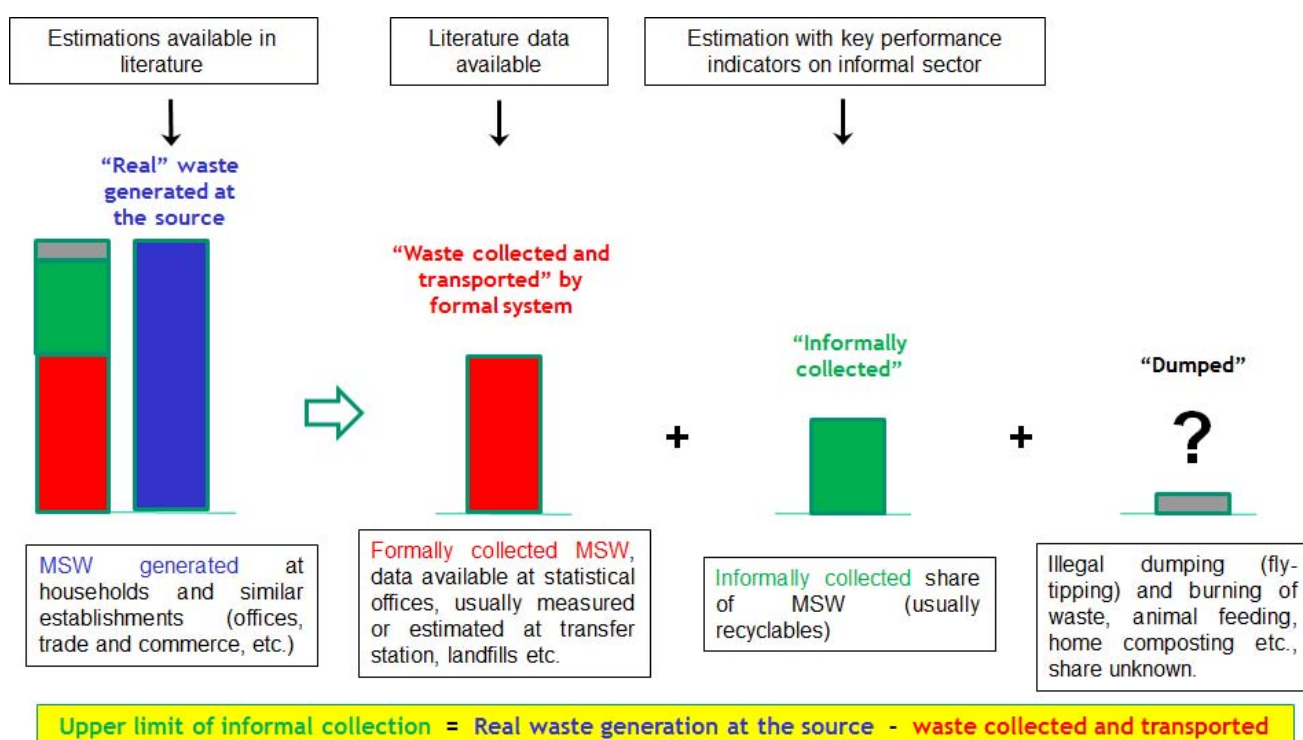 Estimations available in
literature
Literature data
available
Estimation with key performance
indicators on informal sector
“Real” waste
generated at
the source
“Waste collected and
transported” by
formal system
“Informally
collected”
“Dumped”
+
+
?
MSW generated at
households and similar
establishments (offices,
trade and commerce, etc.)
Formally collected MSW,
data available at statistical
offices, usually measured
or estimated at transfer
station, landfills etc.
Informally collected share
of MSW (usually
recyclables)
Illegal dumping (fly-
tipping) and burning of
waste, animal feeding,
home composting etc.,
share unknown.
Upper limit of informal collection = Real waste generation at the source - waste collected and transported